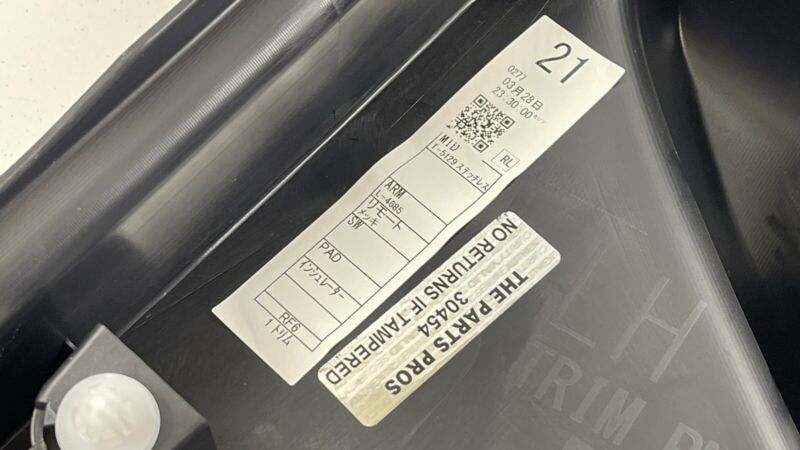 21
0277
03月28日
23:30:00
RL
MID
T-5129 ステッチレス
ARM
L-4685
リモート
メッキ
SW
PAD
インシュレーター
RF6
1 トリム
THE PARTS PROS
30454
NO RETURNS IF TAMPERED
LH
TRIM